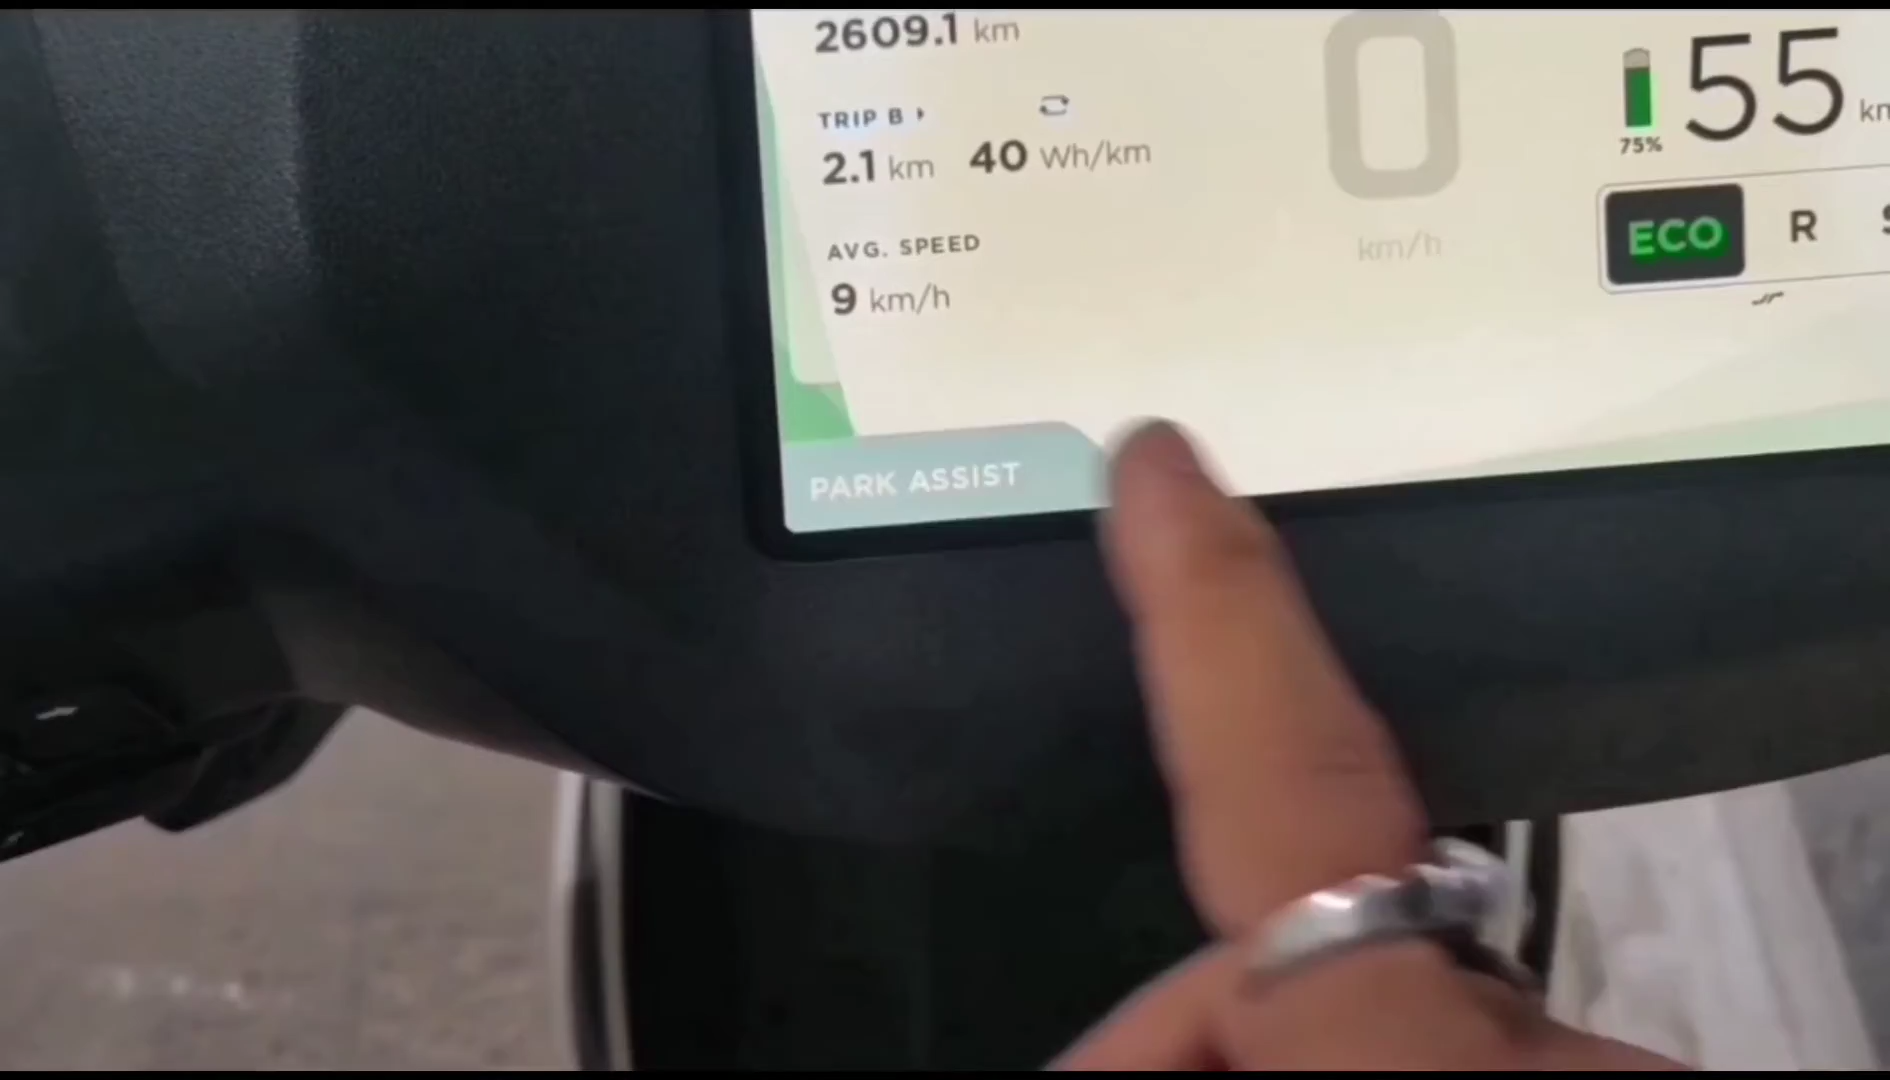 2609.1 km
TRIP B
2.1 km 40 Wh/km
AVG. SPEED
9 km/h
PARK ASSIST
0
km/h
75%
55
ECO R